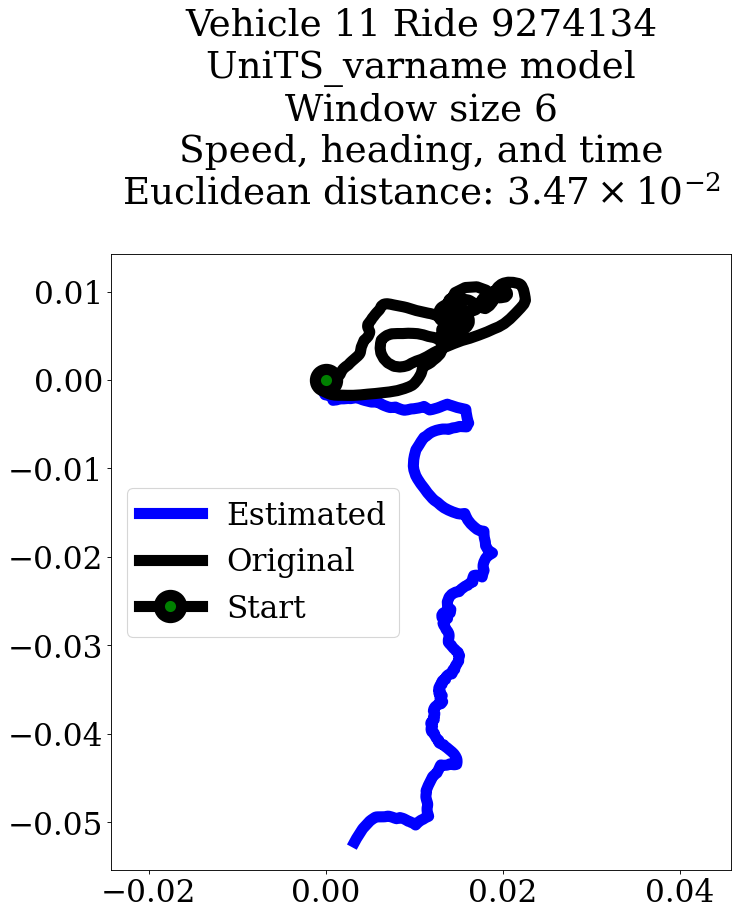 Vehicle 11 Ride 9274134
UniTS_varname model
Window size 6
Speed, heading, and time
Euclidean distance: 3.47 × 10⁻²
0.01
0.00
−0.01
−0.02
−0.03
−0.04
−0.05
Estimated
Original
Start
−0.02
0.00
0.02
0.04